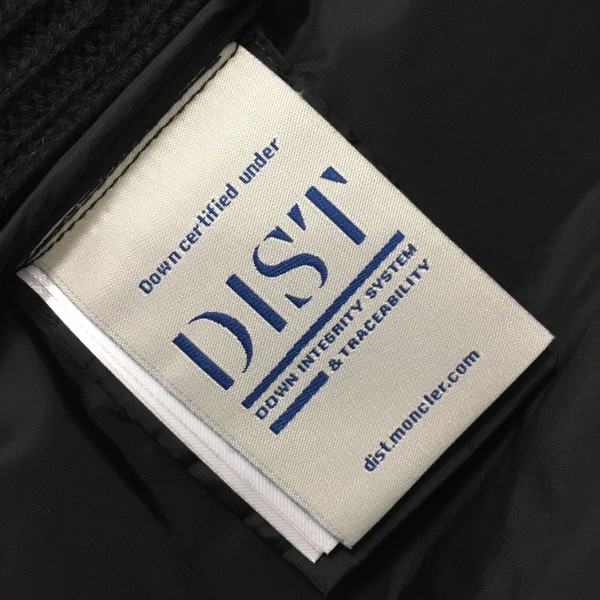 Down certified under
DIST
DOWN INTEGRITY SYSTEM
& TRACEABILITY
dist.moncler.com